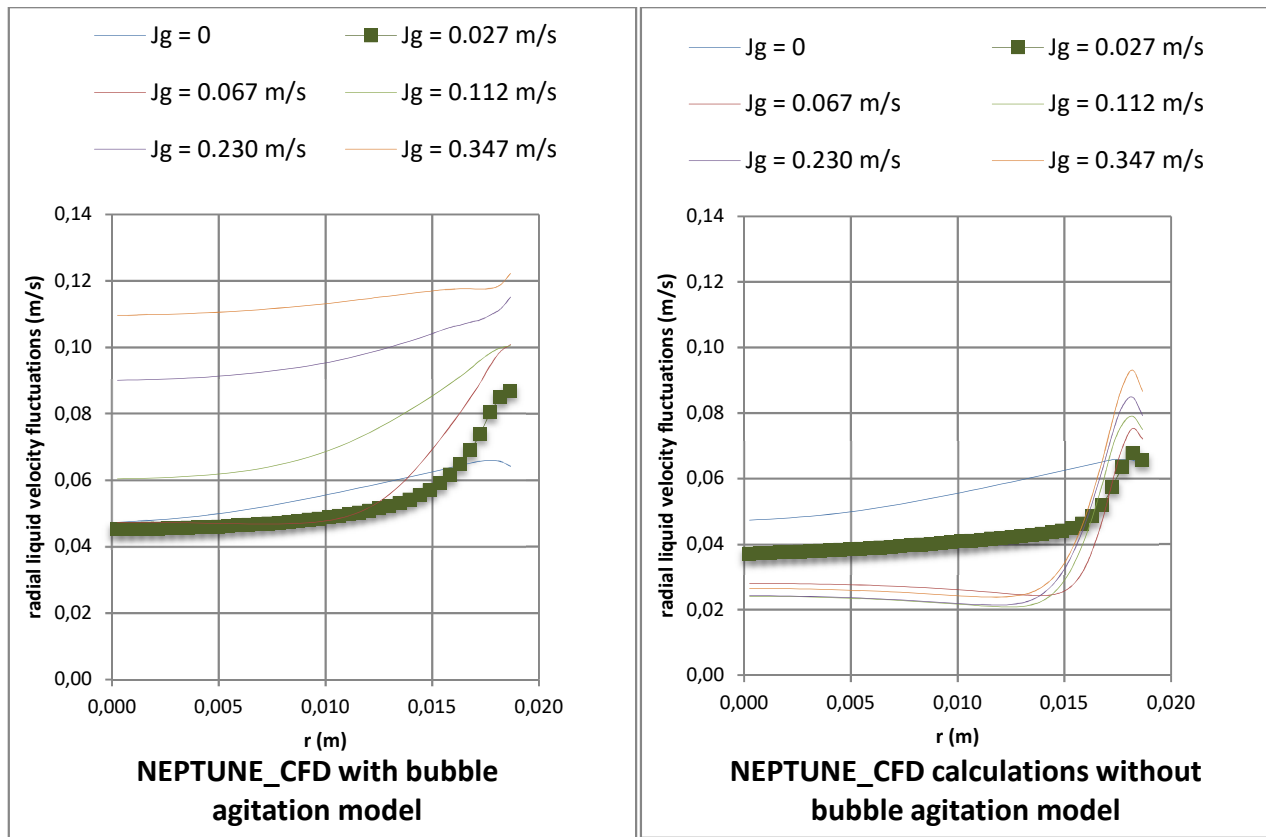 Jg = 0
Jg = 0.027 m/s
Jg = 0.067 m/s
Jg = 0.112 m/s
Jg = 0.230 m/s
Jg = 0.347 m/s
radial liquid velocity fluctuations (m/s)
0,14
0,12
0,10
0,08
0,06
0,04
0,02
0,00
0,000
0,005
0,010
0,015
0,020
r (m)
NEPTUNE_CFD with bubble
agitation model
Jg = 0
Jg = 0.027 m/s
Jg = 0.067 m/s
Jg = 0.112 m/s
Jg = 0.230 m/s
Jg = 0.347 m/s
radial liquid velocity fluctuations (m/s)
0,14
0,12
0,10
0,08
0,06
0,04
0,02
0,00
0,000
0,005
0,010
0,015
0,020
r (m)
NEPTUNE_CFD calculations without
bubble agitation model